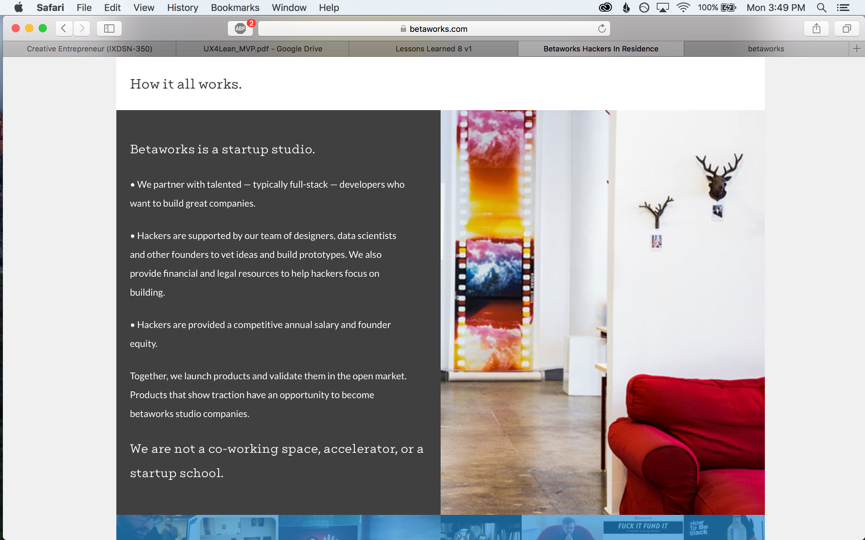 Safari File Edit View History Bookmarks Window Help 100% Mon 3:49 PM
ABP 2 betaworks.com
Creative Entrepreneur (IXDSN-350) UX4Lean_MVP.pdf - Google Drive Lessons Learned 8 v1 Betaworks Hackers In Residence betaworks
How it all works.
Betaworks is a startup studio.
• We partner with talented — typically full-stack — developers who
want to build great companies.
• Hackers are supported by our team of designers, data scientists
and other founders to vet ideas and build prototypes. We also
provide financial and legal resources to help hackers focus on
building.
• Hackers are provided a competitive annual salary and founder
equity.
Together, we launch products and validate them in the open market.
Products that show traction have an opportunity to become
betaworks studio companies.
We are not a co-working space, accelerator, or a
startup school.
FUCK IT FUND IT
How
to Be
Black